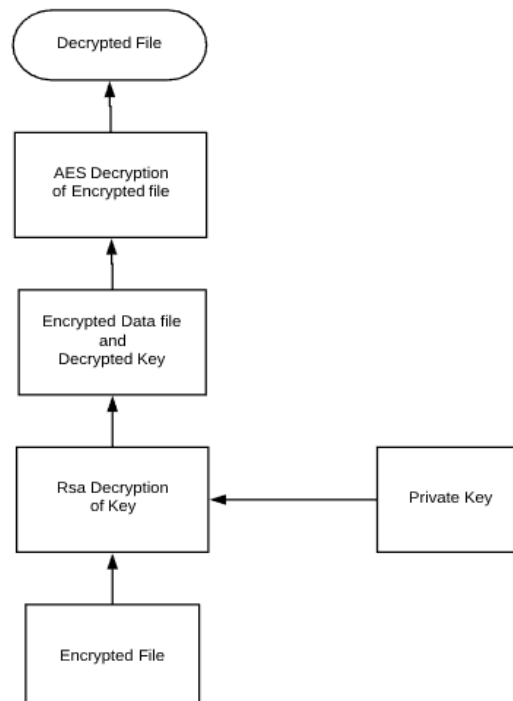 Decrypted File
AES Decryption
of Encrypted file
Encrypted Data file
and
Decrypted Key
Rsa Decryption
of Key
Private Key
Encrypted File